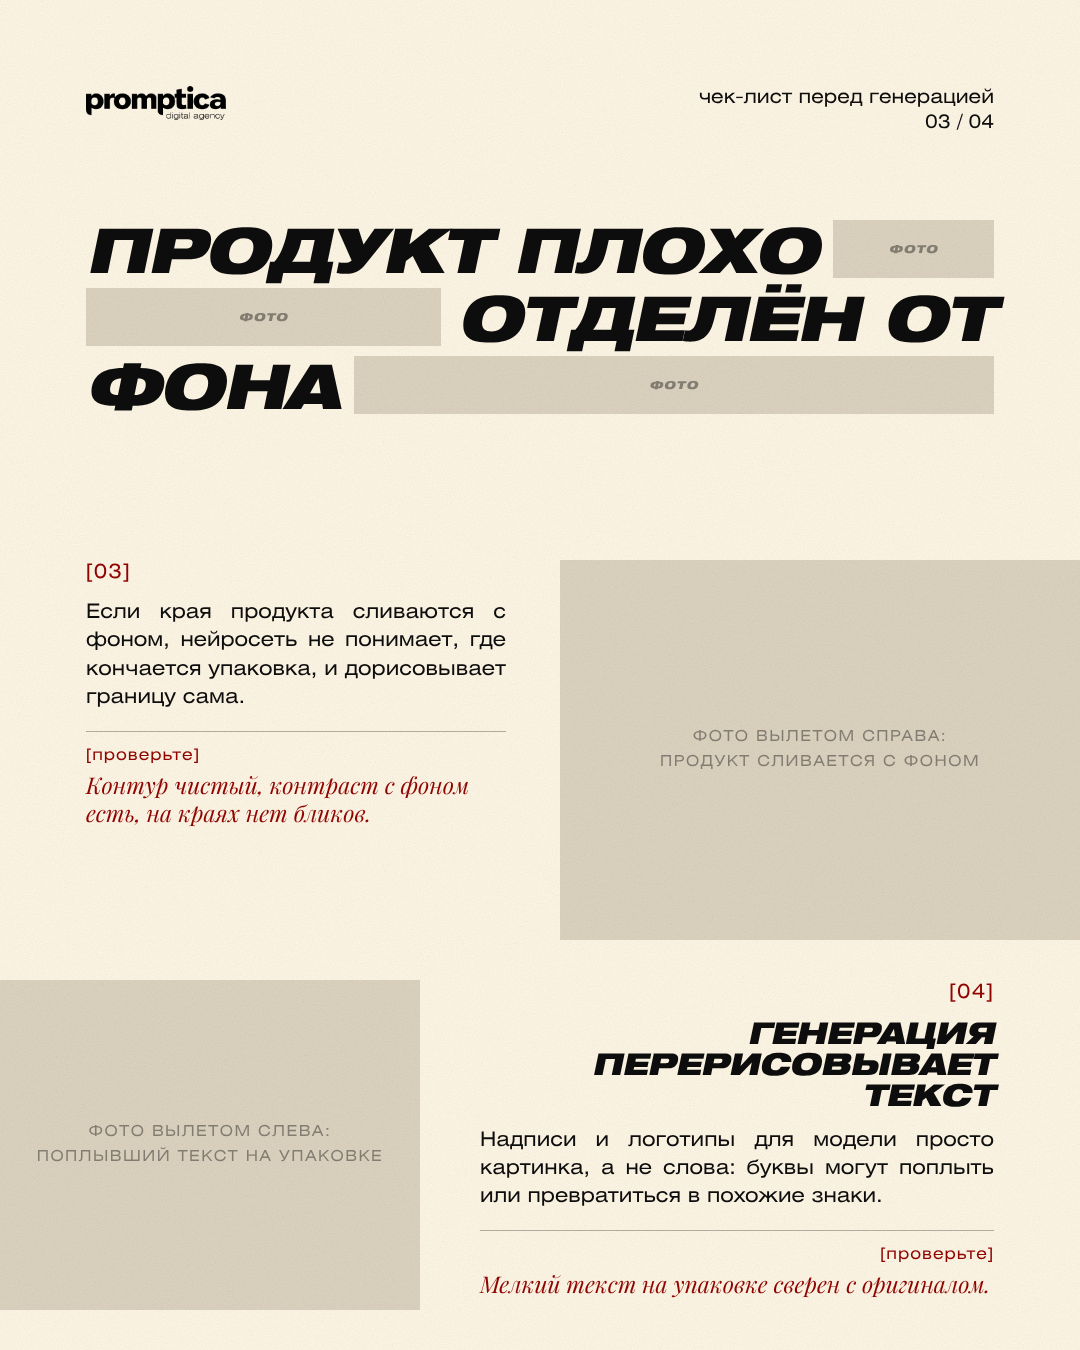 promptica
digital agency
чек-лист перед генерацией
03 / 04
ПРОДУКТ ПЛОХО ФОТО
ФОТО ОТДЕЛЁН ОТ
ФОНА ФОТО
[03]
Если края продукта сливаются с
фоном, нейросеть не понимает, где
кончается упаковка, и дорисовывает
границу сама.
[проверьте]
Контур чистый, контраст с фоном
есть, на краях нет бликов.
ФОТО ВЫЛЕТОМ СПРАВА:
ПРОДУКТ СЛИВАЕТСЯ С ФОНОМ
ФОТО ВЫЛЕТОМ СЛЕВА:
ПОПЛЫВШИЙ ТЕКСТ НА УПАКОВКЕ
[04]
ГЕНЕРАЦИЯ
ПЕРЕРИСОВЫВАЕТ
ТЕКСТ
Надписи и логотипы для модели просто
картинка, а не слова: буквы могут поплыть
или превратиться в похожие знаки.
[проверьте]
Мелкий текст на упаковке сверен с оригиналом.